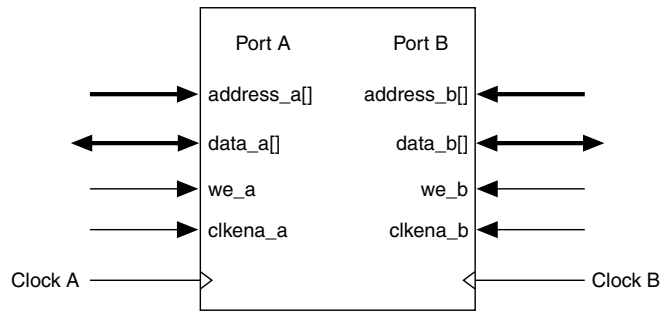 Port A Port B
address_a[] address_b[]
data_a[] data_b[]
we_a we_b
clkena_a clkena_b
Clock A Clock B